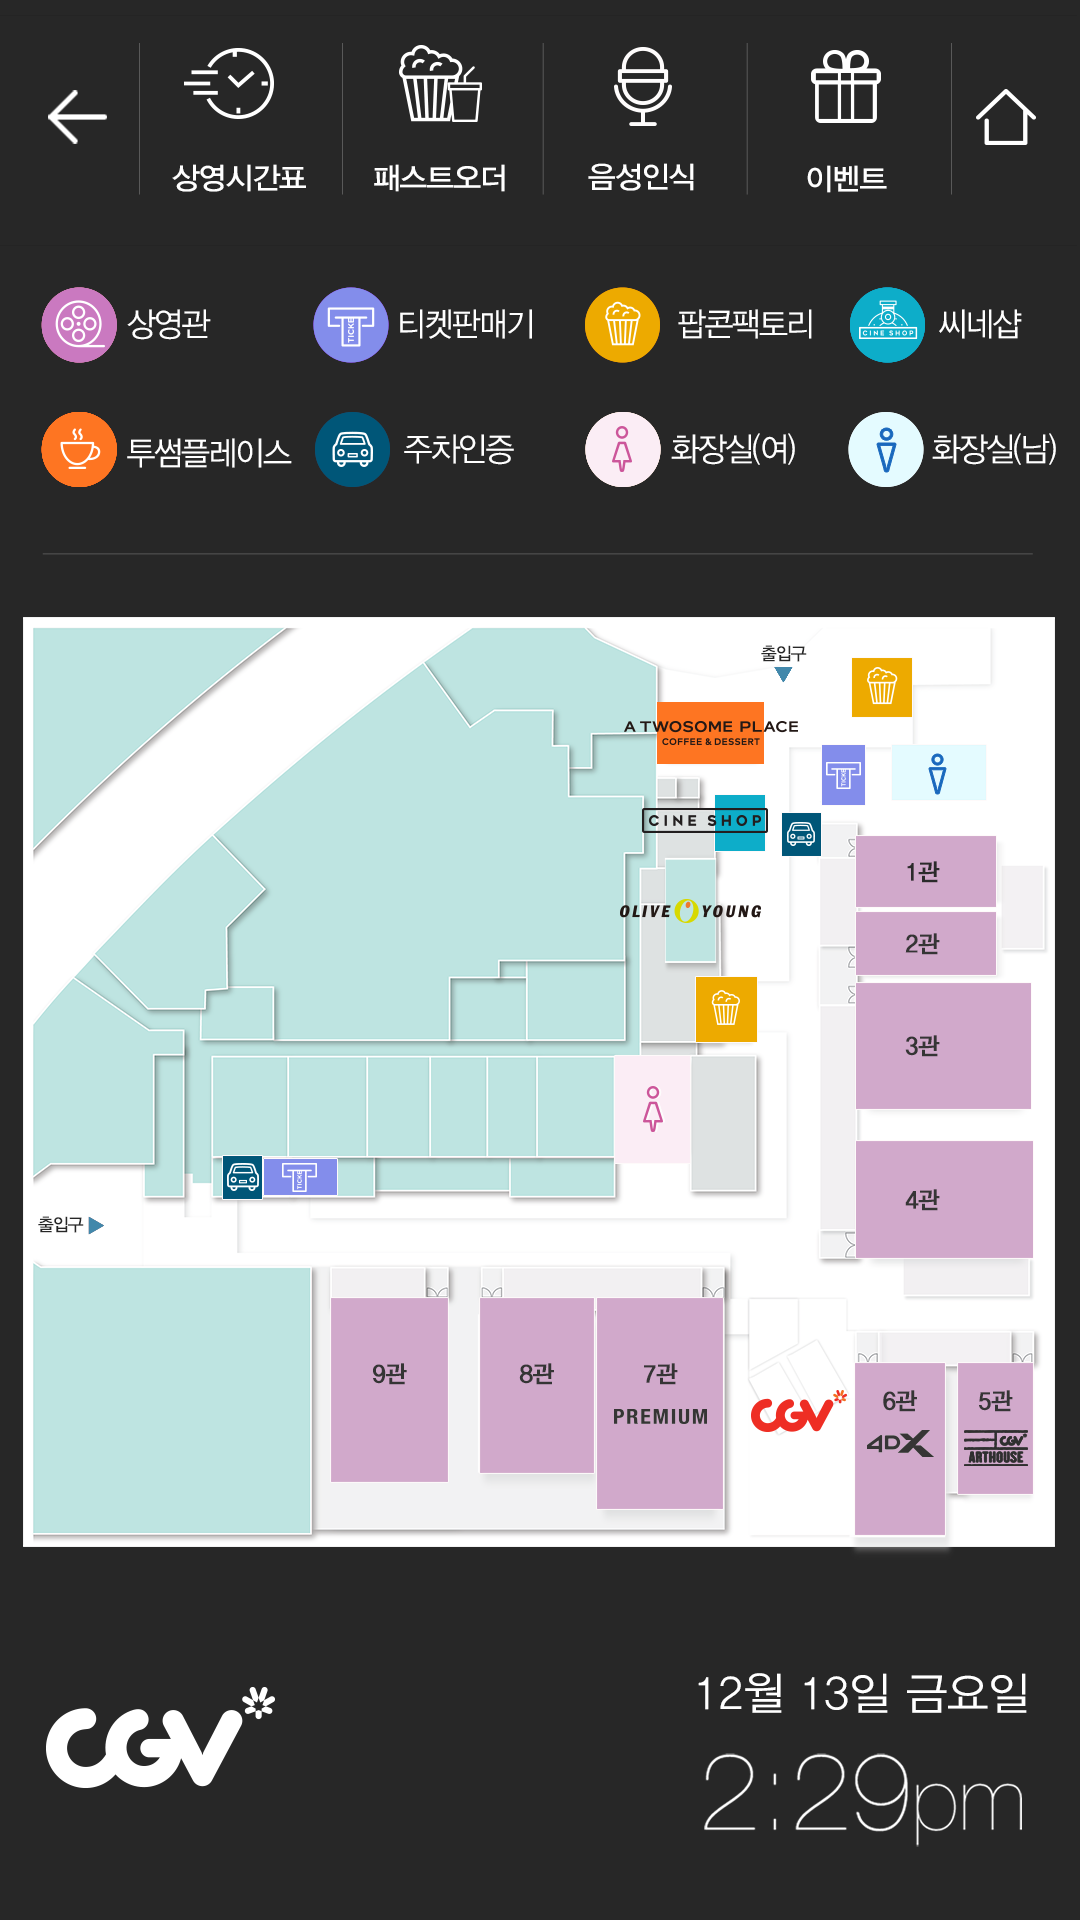 상영시간표
패스트오더
음성인식
이벤트
상영관
티켓판매기
팝콘팩토리
CINE SHOP
씨네샵
투썸플레이스
주차인증
화장실(여)
화장실(남)
TICKE
출입구
A TWOSOME PLACE
COFFEE & DESSERT
TICKE
CINE SHOP
1관
OLIVE YOUNG
2관
3관
4관
TICKE
출입구
9관
8관
7관
PREMIUM
CGV
6관
4DX
5관
CGV
ARTHOUSE
CGV
12월 13일 금요일
2:29pm